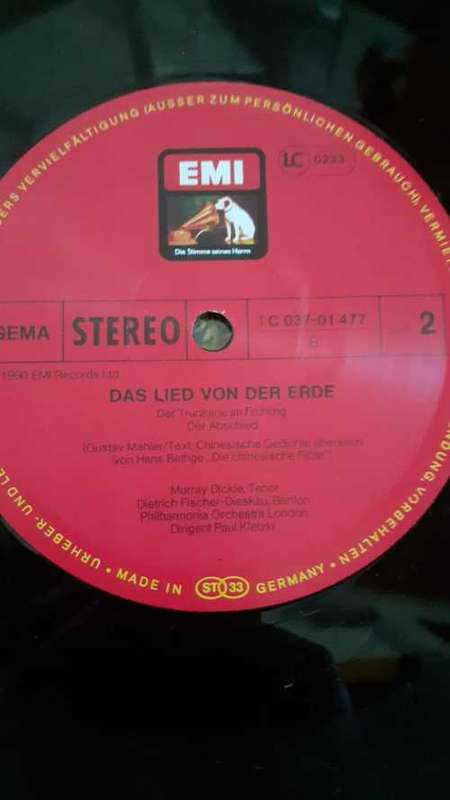 ERS VERVIELFÄLTIGUNG (AUSSER ZUM PERSÖNLICHEN GEBRAUCH), VERMIE
EMI
LC 0233
Die Stimme seines Herrn
GEMA
STEREO
1 C 037-01 477
B
2
EMI Records Ltd
DAS LIED VON DER ERDE
Der Trunkene im Frühling
Der Abschied
(Gustav Mahler/Text: Chinesische Gedichte übersetzt
von Hans Bethge „Die chinesische Flöte")
Murray Dickie, Tenor
Dietrich Fischer-Dieskau, Bariton
Philharmonia Orchestra London
Dirigent Paul Kletzki
URHEBER- UND LE
NDUNG VORBEHALTEN
• MADE IN ST 33 GERMANY •